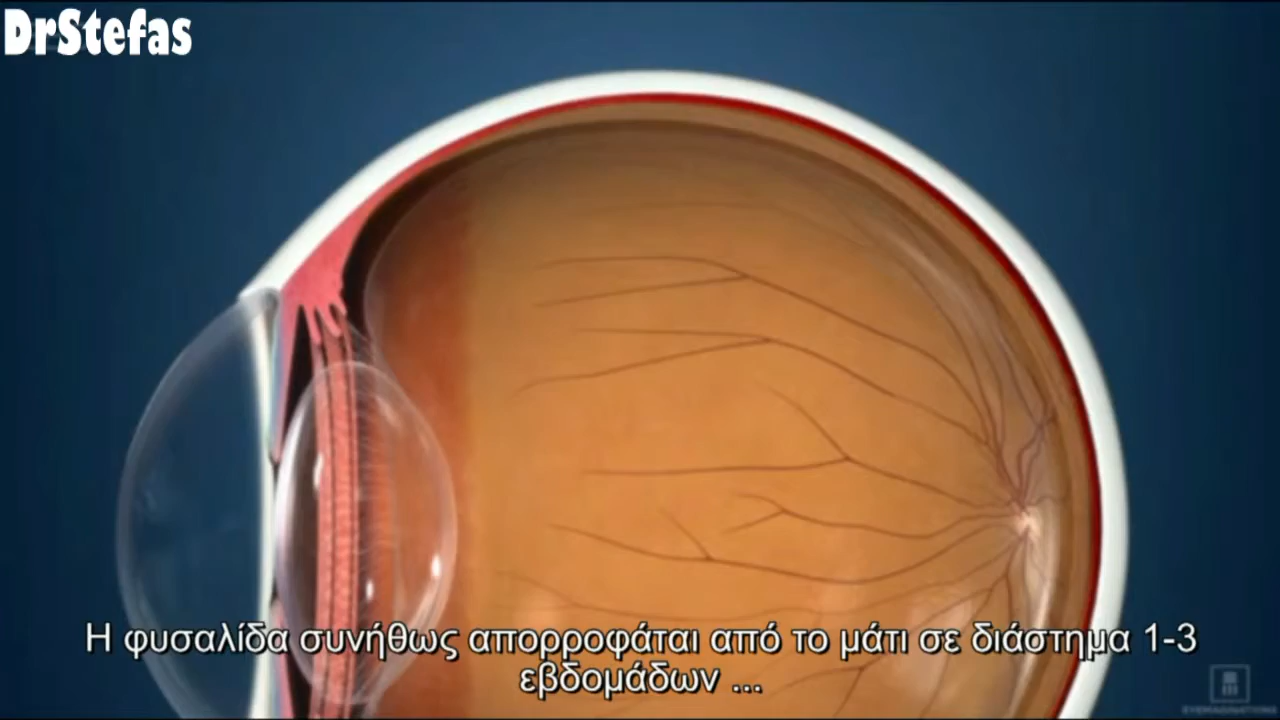 DrStefas
Η φυσαλίδα συνήθως απορροφάται από το μάτι σε διάστημα 1-3
εβδομάδων ...